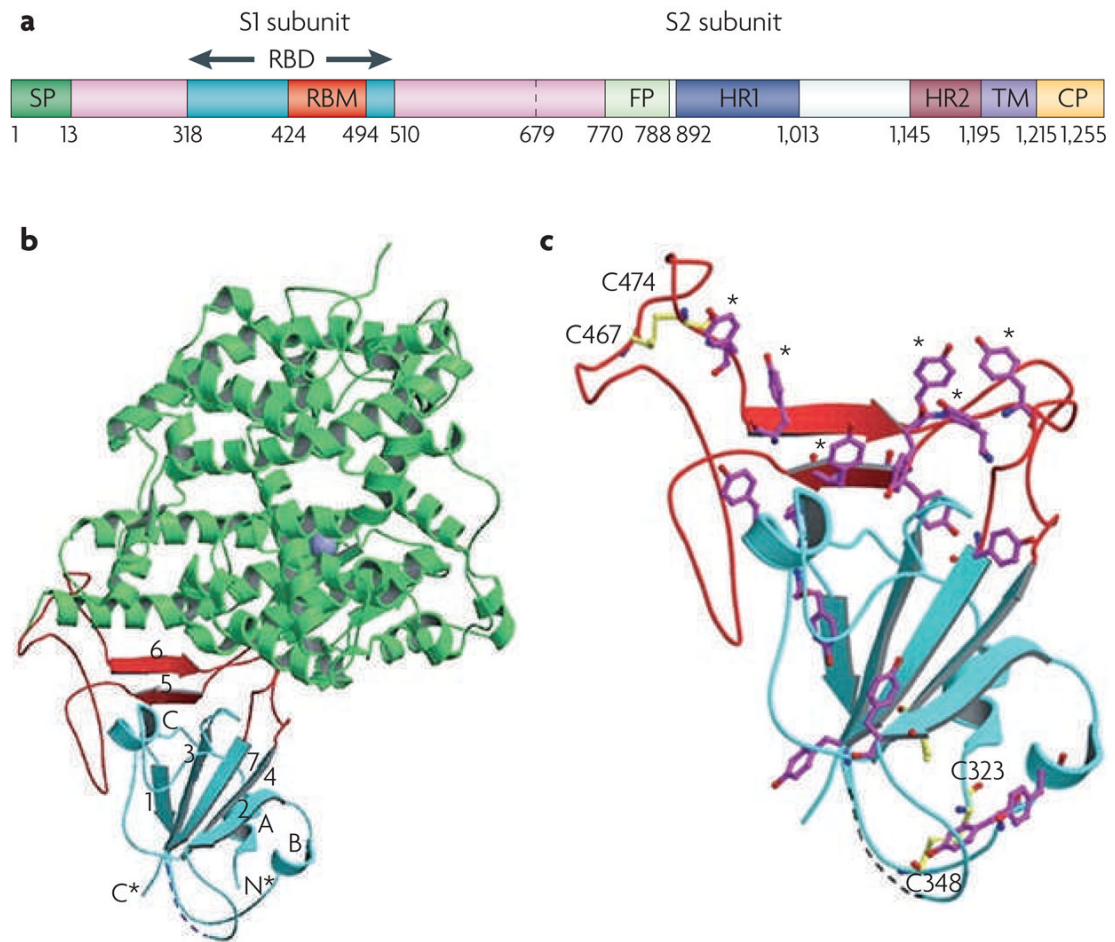 a
S1 subunit S2 subunit
RBD
SP RBM FP HR1 HR2 TM CP
1 13 318 424 494 510 679 770 788 892 1,013 1,145 1,195 1,215 1,255
b
6
5
C
3
7
4
1
2
A
B
C*
N*
c
C474
*
C467
*
*
*
*
*
C323
C348